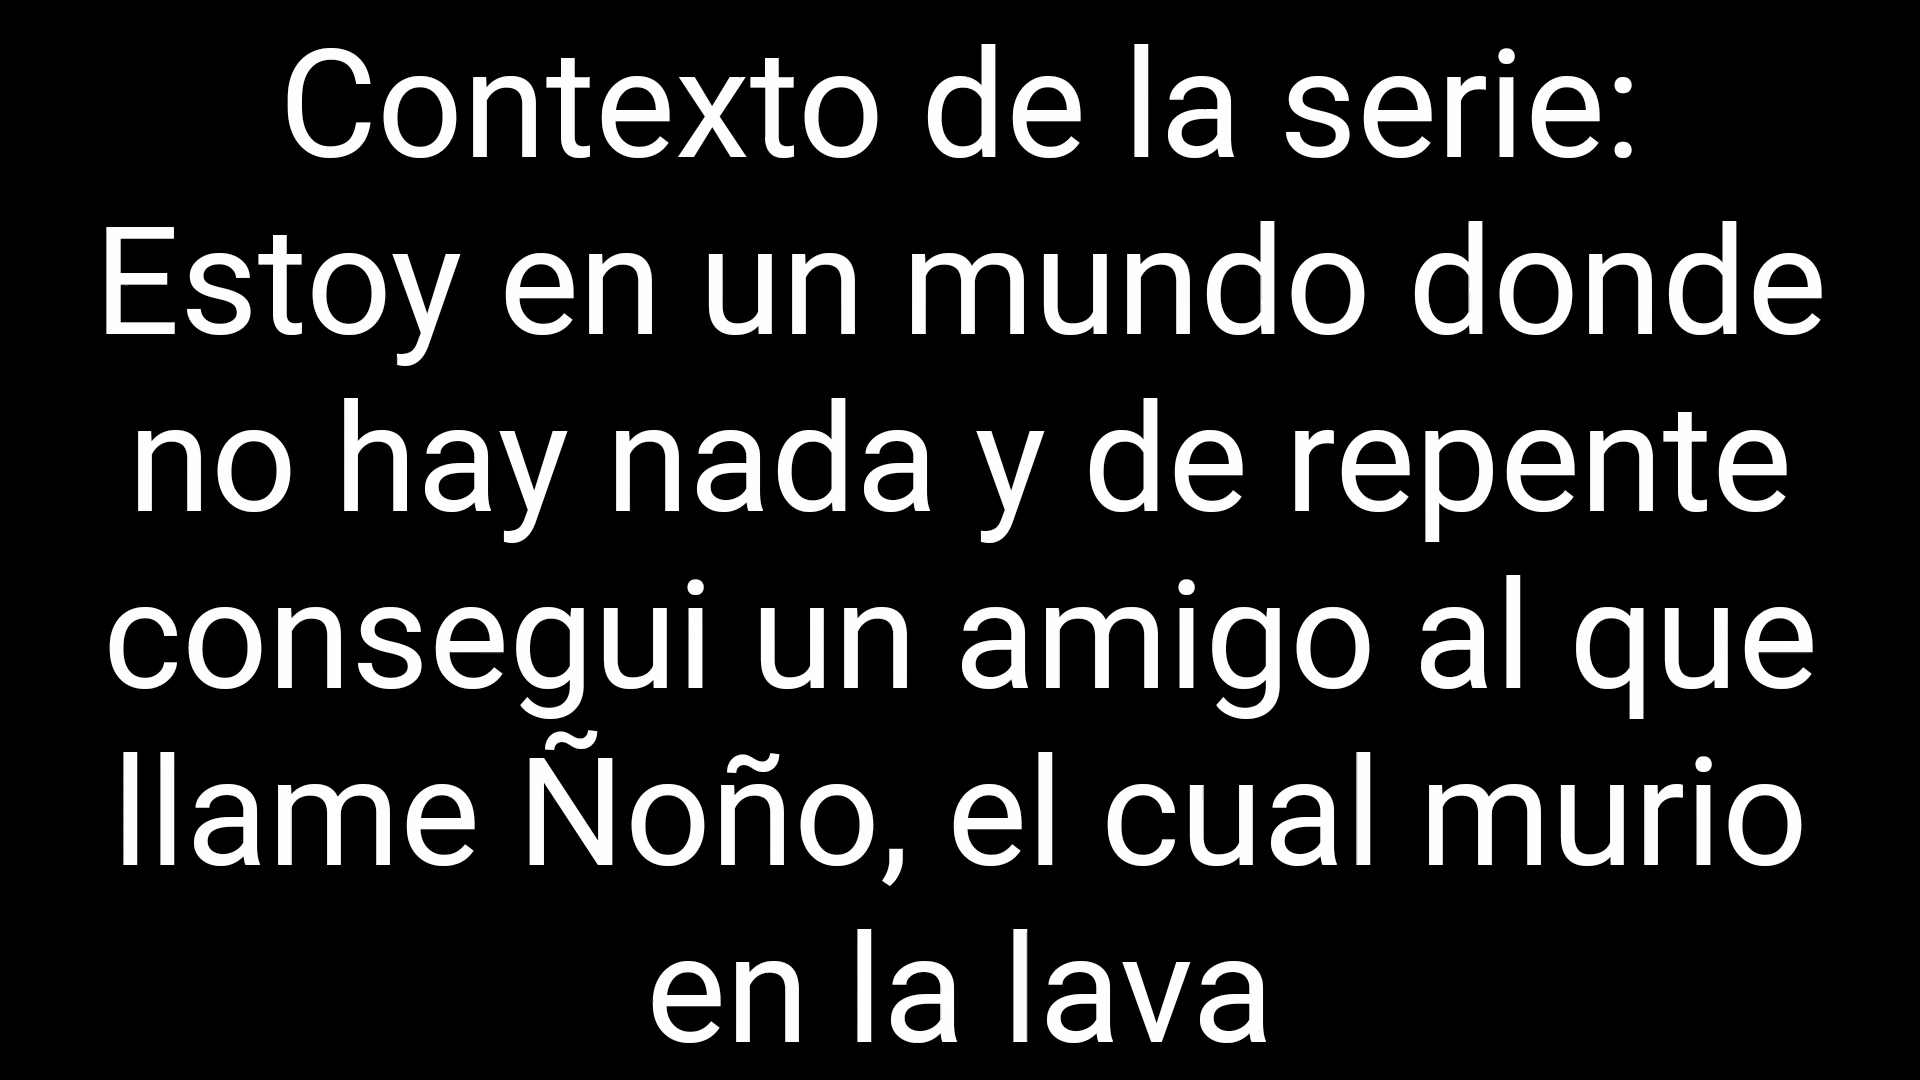 Contexto de la serie:
Estoy en un mundo donde
no hay nada y de repente
consegui un amigo al que
llame Ñoño, el cual murio
en la lava